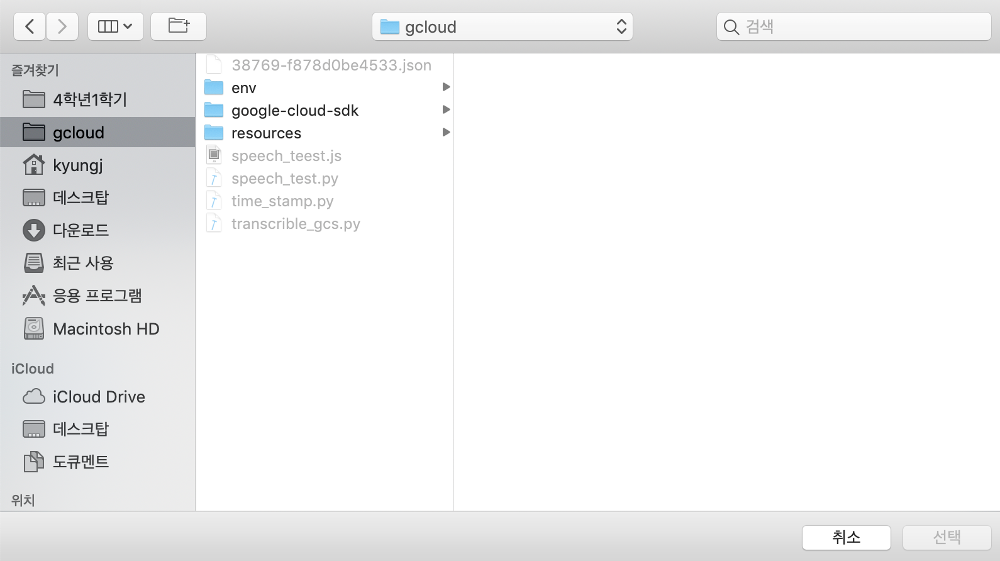 gcloud
검색
즐겨찾기
4학년1학기
gcloud
kyungj
데스크탑
다운로드
최근 사용
응용 프로그램
Macintosh HD
iCloud
iCloud Drive
데스크탑
도큐멘트
위치
38769-f878d0be4533.json
env
google-cloud-sdk
resources
speech_teest.js
speech_test.py
time_stamp.py
transcrible_gcs.py
취소
선택